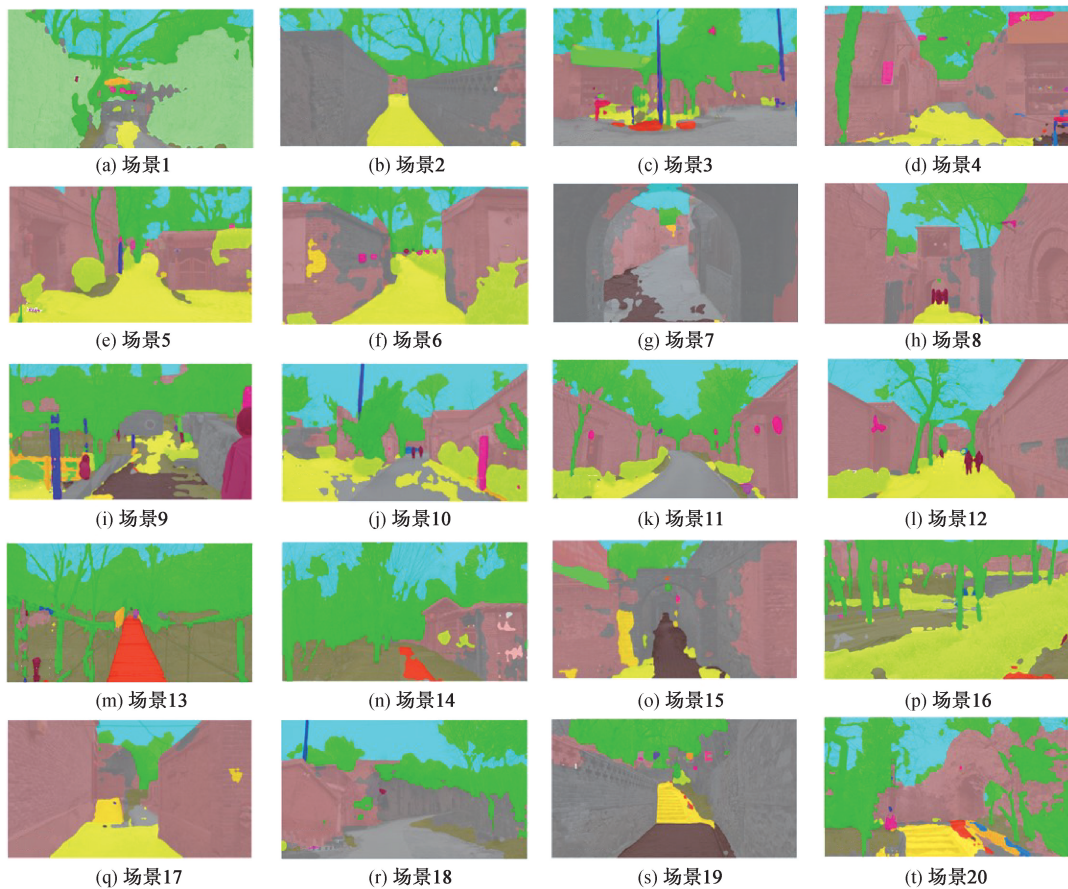 (a) 场景1
(b) 场景2
(c) 场景3
(d) 场景4
(e) 场景5
(f) 场景6
(g) 场景7
(h) 场景8
(i) 场景9
(j) 场景10
(k) 场景11
(l) 场景12
(m) 场景13
(n) 场景14
(o) 场景15
(p) 场景16
(q) 场景17
(r) 场景18
(s) 场景19
(t) 场景20